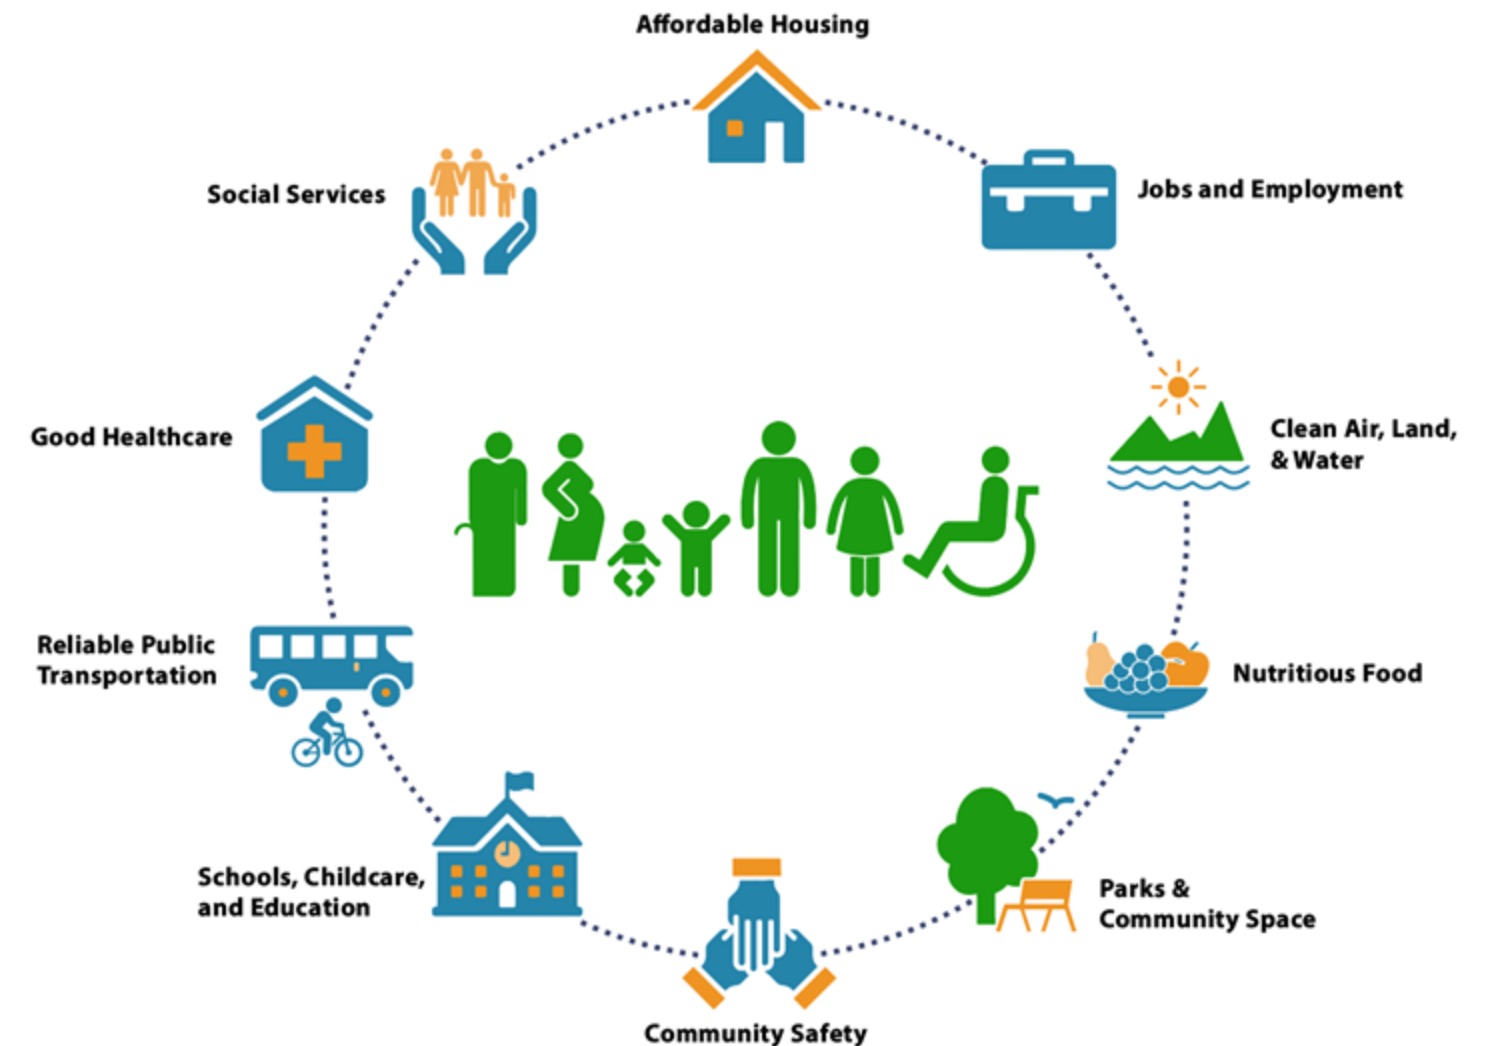 Affordable Housing
Jobs and Employment
Clean Air, Land,
& Water
Nutritious Food
Parks &
Community Space
Community Safety
Schools, Childcare,
and Education
Reliable Public
Transportation
Good Healthcare
Social Services